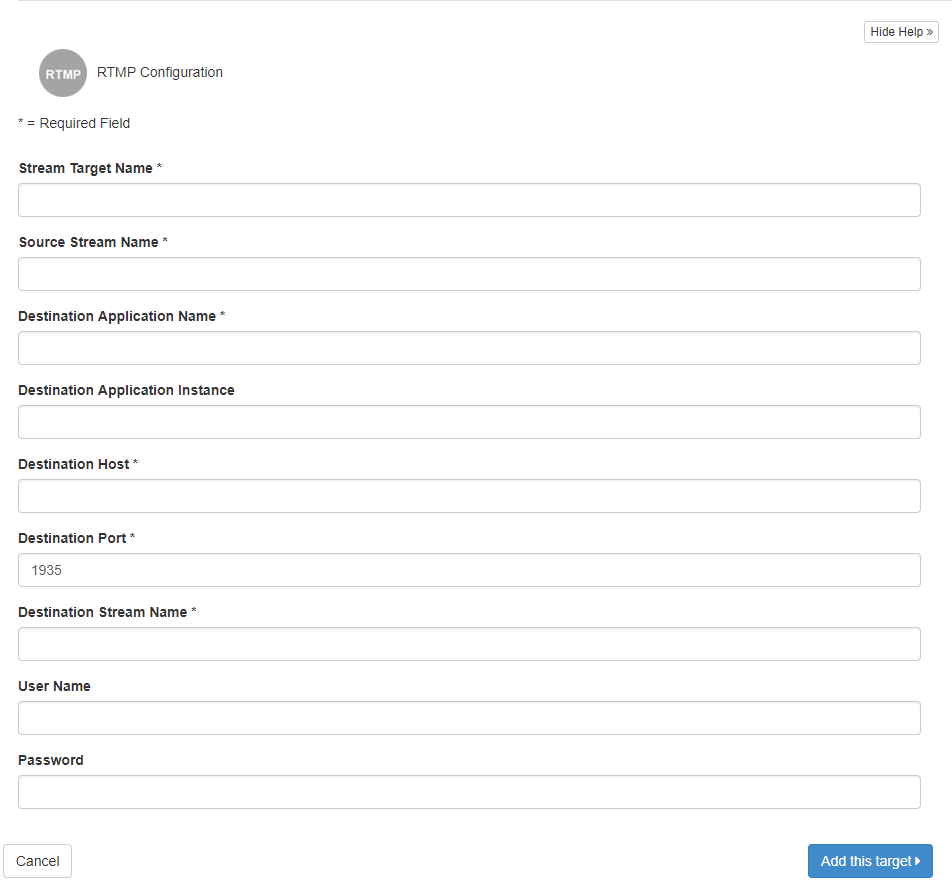 Hide Help »
RTMP RTMP Configuration
* = Required Field
Stream Target Name *
Source Stream Name *
Destination Application Name *
Destination Application Instance
Destination Host *
Destination Port *
1935
Destination Stream Name *
User Name
Password
Cancel Add this target